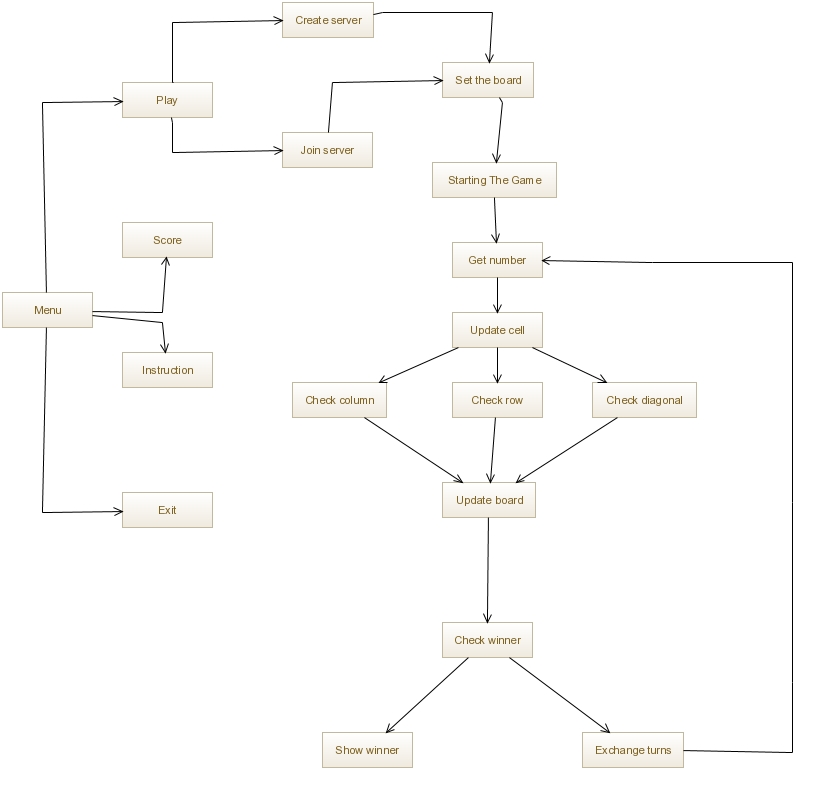 Create server
Set the board
Play
Join server
Starting The Game
Score
Get number
Menu
Update cell
Instruction
Check column
Check row
Check diagonal
Update board
Exit
Check winner
Show winner
Exchange turns